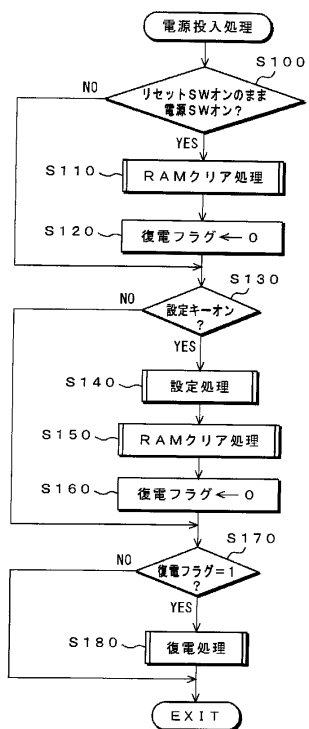 電源投入処理
S100
NO
リセットSWオンのまま
電源SWオン?
YES
S110
RAMクリア処理
S120
復電フラグ←0
S130
NO
設定キーオン
?
YES
S140
設定処理
S150
RAMクリア処理
S160
復電フラグ←0
S170
NO
復電フラグ=1
?
YES
S180
復電処理
EXIT